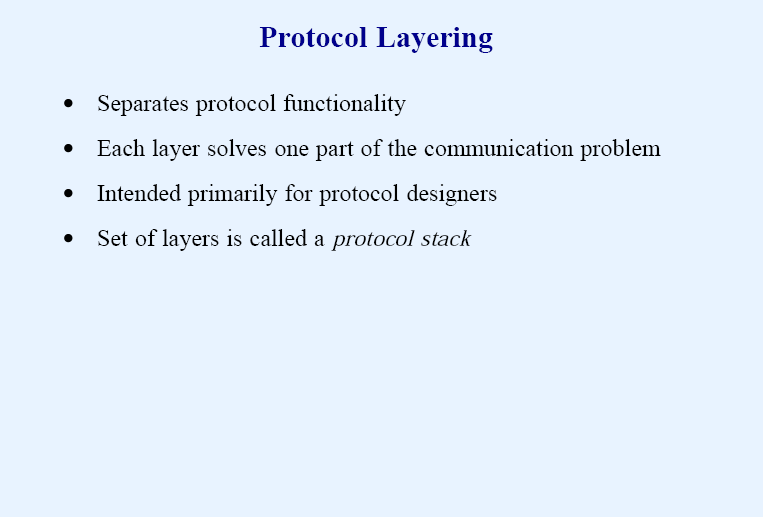 Protocol Layering
• Separates protocol functionality
• Each layer solves one part of the communication problem
• Intended primarily for protocol designers
• Set of layers is called a protocol stack